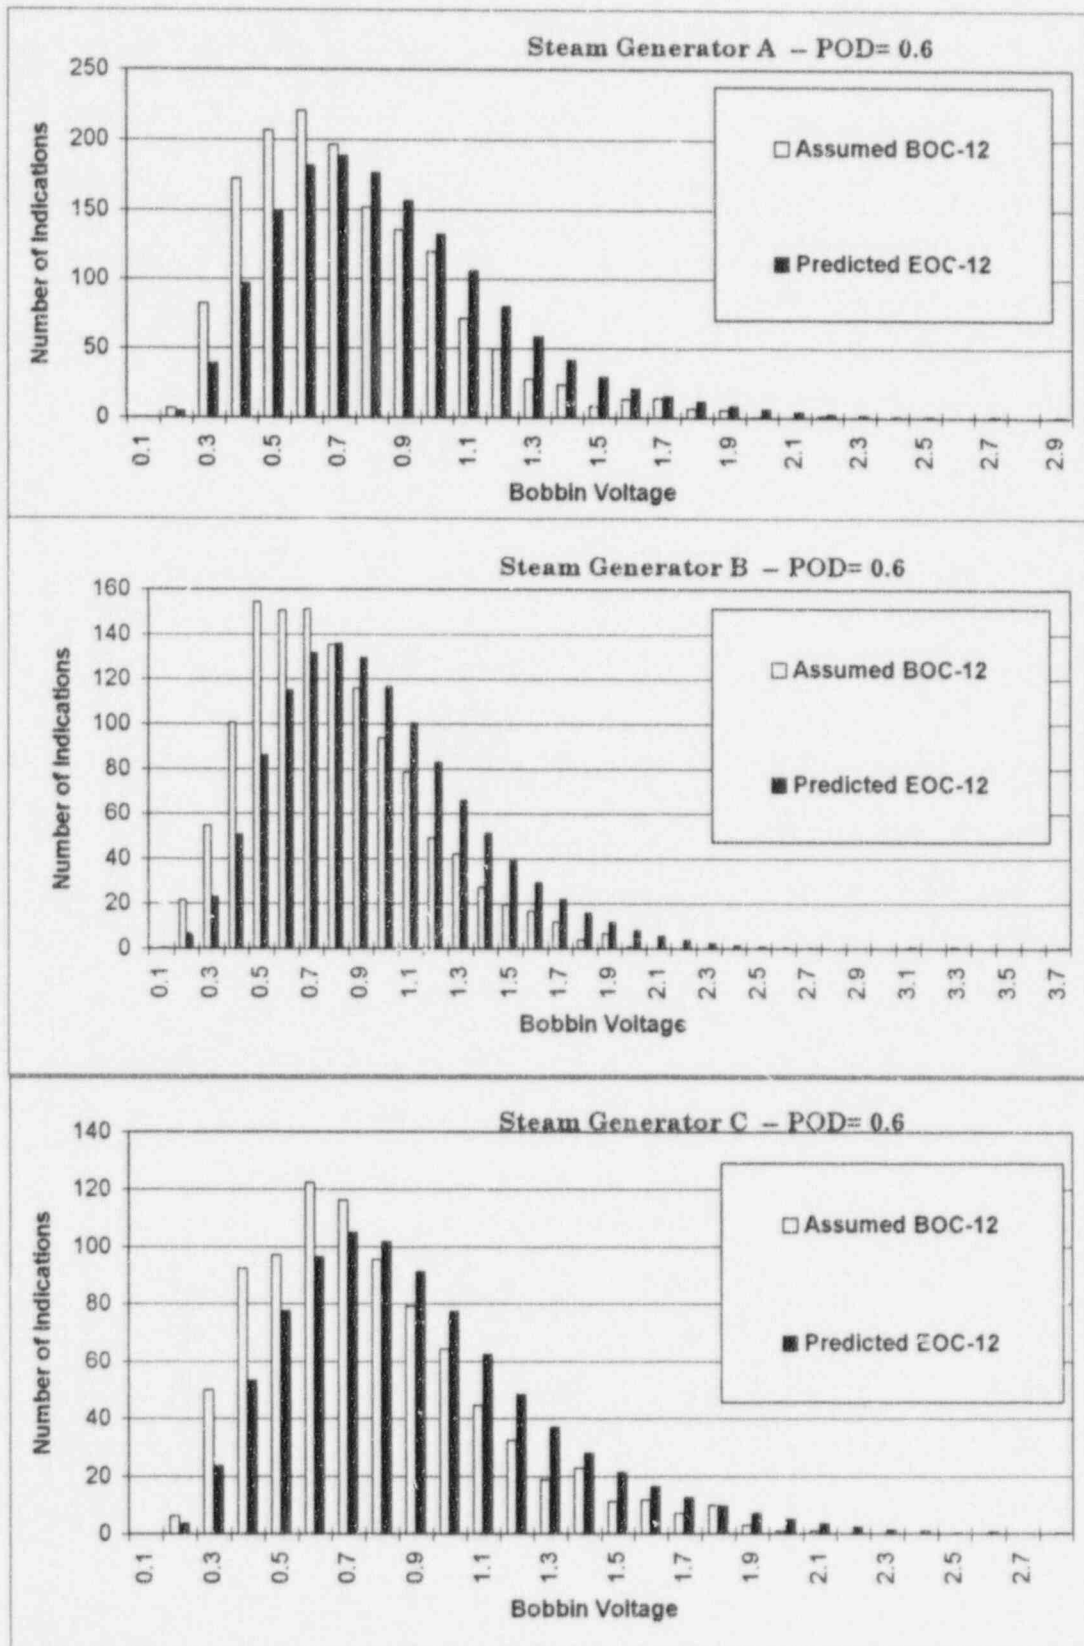 Steam Generator A – POD= 0.6
250
200
150
100
50
0
Number of Indications
Assumed BOC-12
Predicted EOC-12
0.1 0.3 0.5 0.7 0.9 1.1 1.3 1.5 1.7 1.9 2.1 2.3 2.5 2.7 2.9
Bobbin Voltage
Steam Generator B – POD= 0.6
160
140
120
100
80
60
40
20
0
Number of Indications
Assumed BOC-12
Predicted EOC-12
0.1 0.3 0.5 0.7 0.9 1.1 1.3 1.5 1.7 1.9 2.1 2.3 2.5 2.7 2.9 3.1 3.3 3.5 3.7
Bobbin Voltage
Steam Generator C – POD= 0.6
140
120
100
80
60
40
20
0
Number of Indications
Assumed BOC-12
Predicted EOC-12
0.1 0.3 0.5 0.7 0.9 1.1 1.3 1.5 1.7 1.9 2.1 2.3 2.5 2.7
Bobbin Voltage